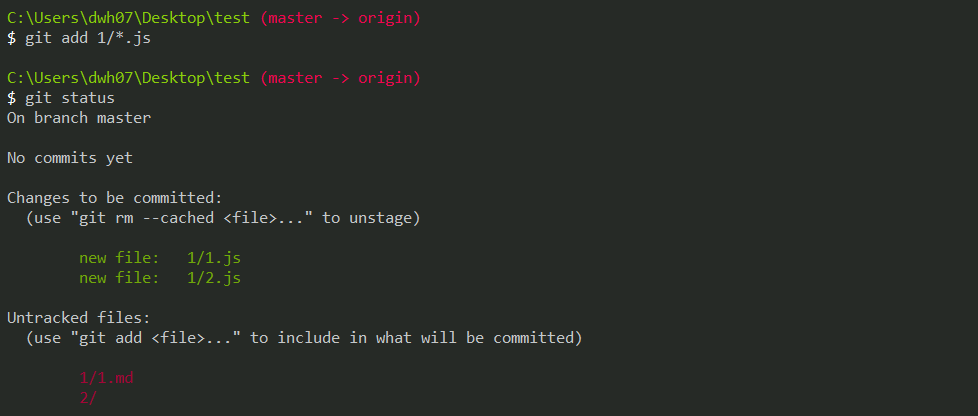 C:\Users\dwh07\Desktop\test (master -> origin)
$ git add 1/*.js
C:\Users\dwh07\Desktop\test (master -> origin)
$ git status
On branch master
No commits yet
Changes to be committed:
(use "git rm --cached <file>..." to unstage)
new file: 1/1.js
new file: 1/2.js
Untracked files:
(use "git add <file>..." to include in what will be committed)
1/1.md
2/